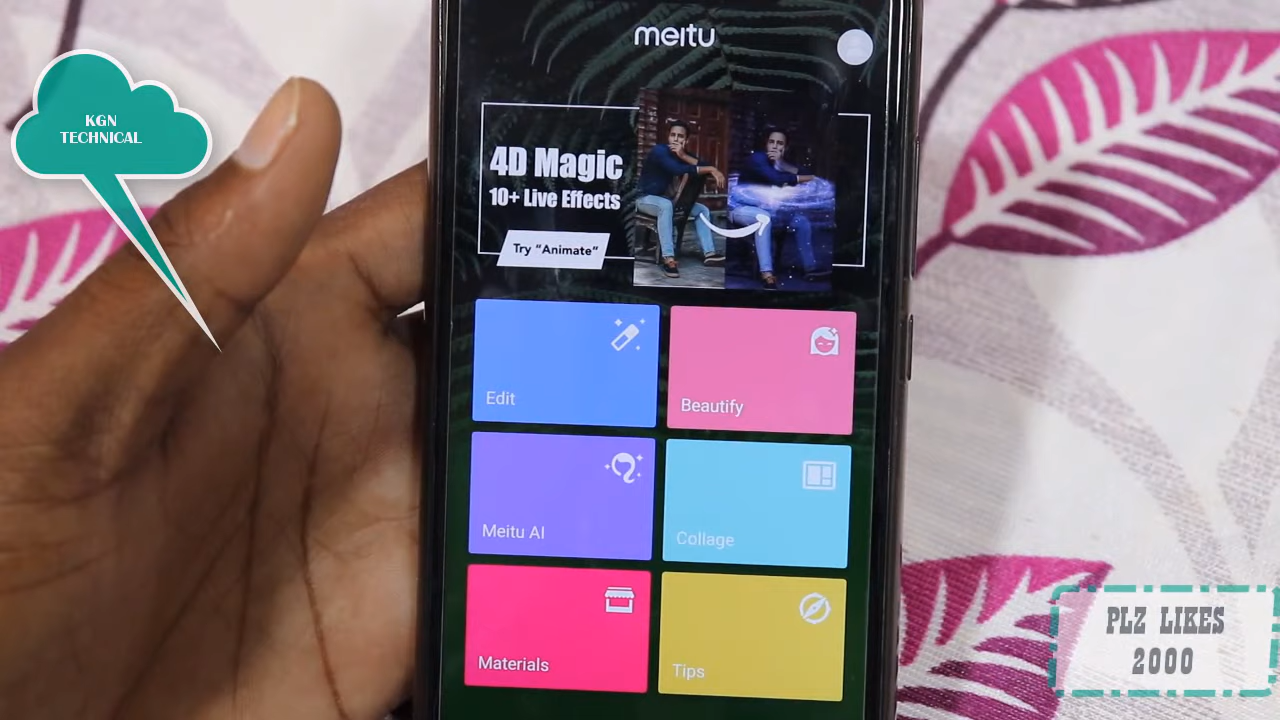 meitu
KGN
TECHNICAL
4D Magic
10+ Live Effects
Try “Animate”
Edit
Beautify
Meitu AI
Collage
Materials
Tips
PLZ LIKES
2000